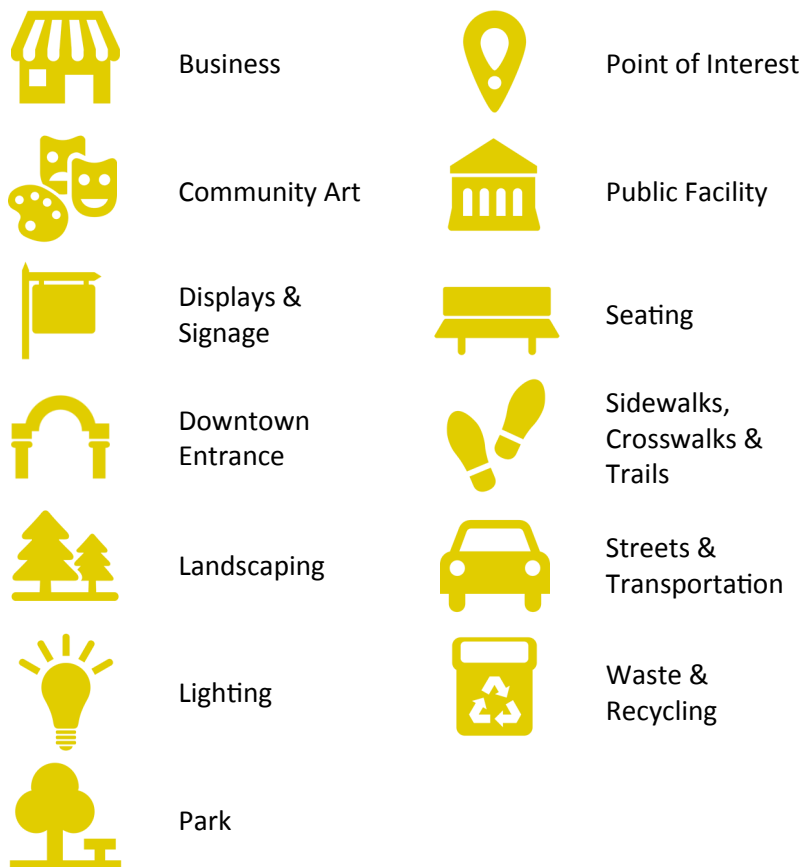 Business
Community Art
Displays &
Signage
Downtown
Entrance
Landscaping
Lighting
Park
Point of Interest
Public Facility
Seating
Sidewalks,
Crosswalks &
Trails
Streets &
Transportation
Waste &
Recycling